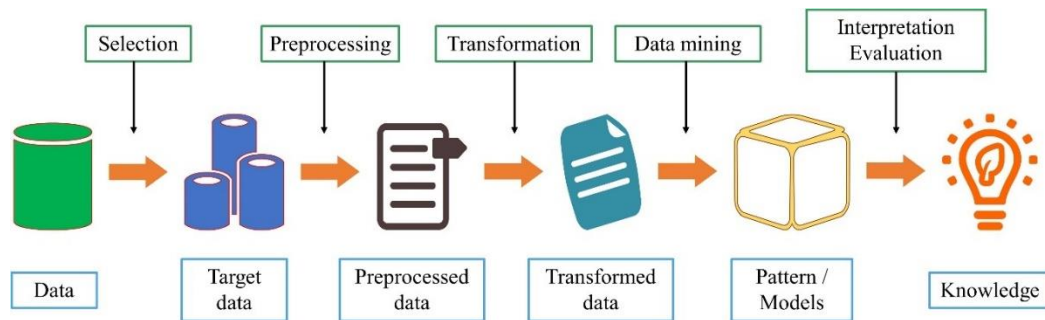 Selection
Preprocessing
Transformation
Data mining
Interpretation
Evaluation
Data
Target
data
Preprocessed
data
Transformed
data
Pattern /
Models
Knowledge